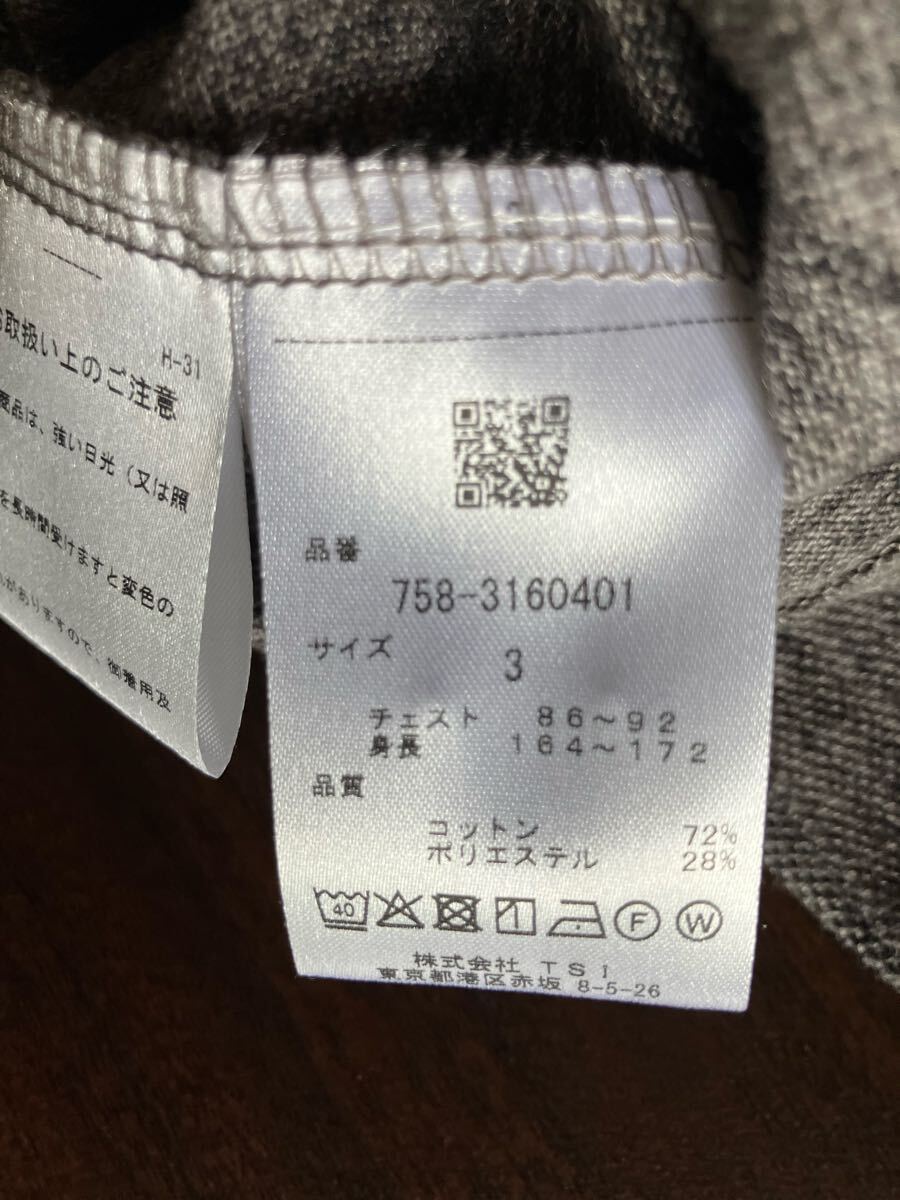 H-31
お取扱い上のご注意
商品は、強い日光（又は照
を長時間受けますと変色の
がありますので、御着用及
品番
758-3160401
サイズ
3
チェスト 86～92
身長 164～172
品質
コットン 72%
ポリエステル 28%
40 F W
株式会社 TSI
東京都港区赤坂 8-5-26